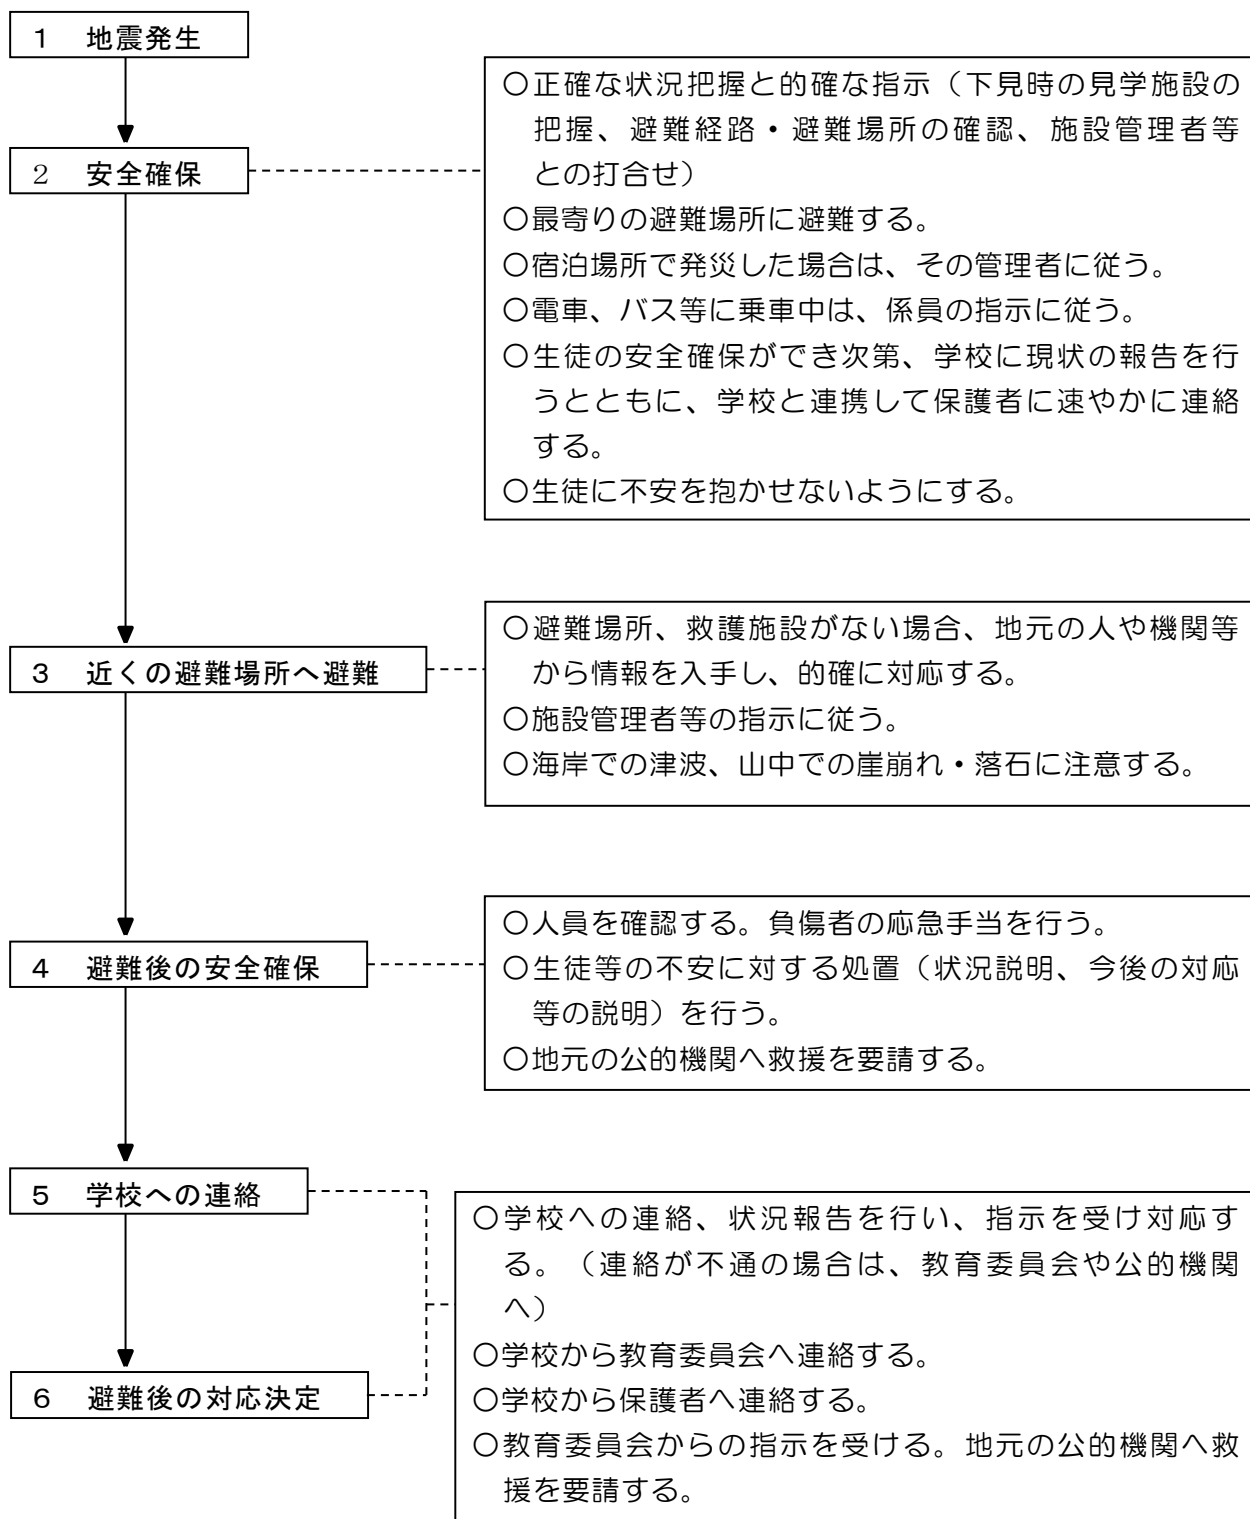 １　地震発生
２　安全確保
〇正確な状況把握と的確な指示（下見時の見学施設の
把握、避難経路・避難場所の確認、施設管理者等
との打合せ）
〇最寄りの避難場所に避難する。
〇宿泊場所で発災した場合は、その管理者に従う。
〇電車、バス等に乗車中は、係員の指示に従う。
〇生徒の安全確保ができ次第、学校に現状の報告を行
うとともに、学校と連携して保護者に速やかに連絡
する。
〇生徒に不安を抱かせないようにする。
３　近くの避難場所へ避難
〇避難場所、救護施設がない場合、地元の人や機関等
から情報を入手し、的確に対応する。
〇施設管理者等の指示に従う。
〇海岸での津波、山中での崖崩れ・落石に注意する。
４　避難後の安全確保
〇人員を確認する。負傷者の応急手当を行う。
〇生徒等の不安に対する処置（状況説明、今後の対応
等の説明）を行う。
〇地元の公的機関へ救援を要請する。
５　学校への連絡
６　避難後の対応決定
〇学校への連絡、状況報告を行い、指示を受け対応す
る。（連絡が不通の場合は、教育委員会や公的機関
へ）
〇学校から教育委員会へ連絡する。
〇学校から保護者へ連絡する。
〇教育委員会からの指示を受ける。地元の公的機関へ救
援を要請する。